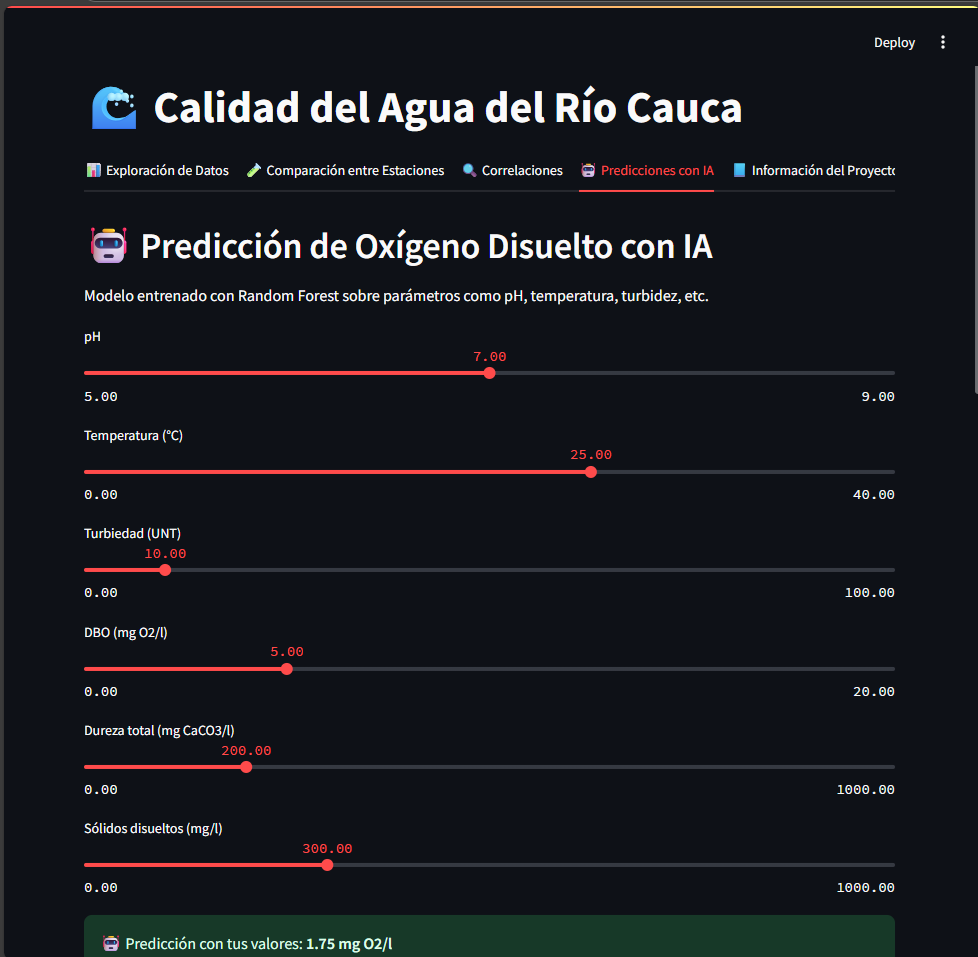 Deploy
Calidad del Agua del Río Cauca
Exploración de Datos Comparación entre Estaciones Correlaciones Predicciones con IA Información del Proyecto
Predicción de Oxígeno Disuelto con IA
Modelo entrenado con Random Forest sobre parámetros como pH, temperatura, turbidez, etc.
pH
7.00
5.00 9.00
Temperatura (°C)
25.00
0.00 40.00
Turbiedad (UNT)
10.00
0.00 100.00
DBO (mg O2/l)
5.00
0.00 20.00
Dureza total (mg CaCO3/l)
200.00
0.00 1000.00
Sólidos disueltos (mg/l)
300.00
0.00 1000.00
Predicción con tus valores: 1.75 mg O2/l